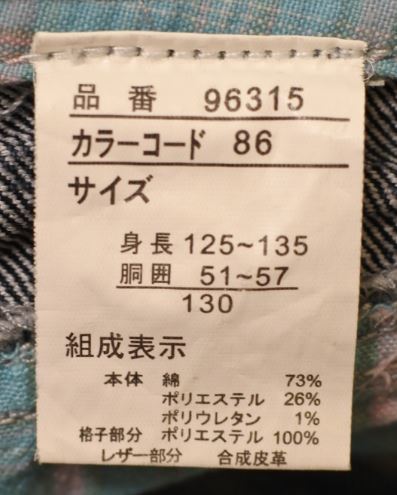 品番 96315
カラーコード 86
サイズ
身長 125~135
胴囲 51~57
130
組成表示
本体 綿 73%
ポリエステル 26%
ポリウレタン 1%
格子部分 ポリエステル 100%
レザー部分 合成皮革